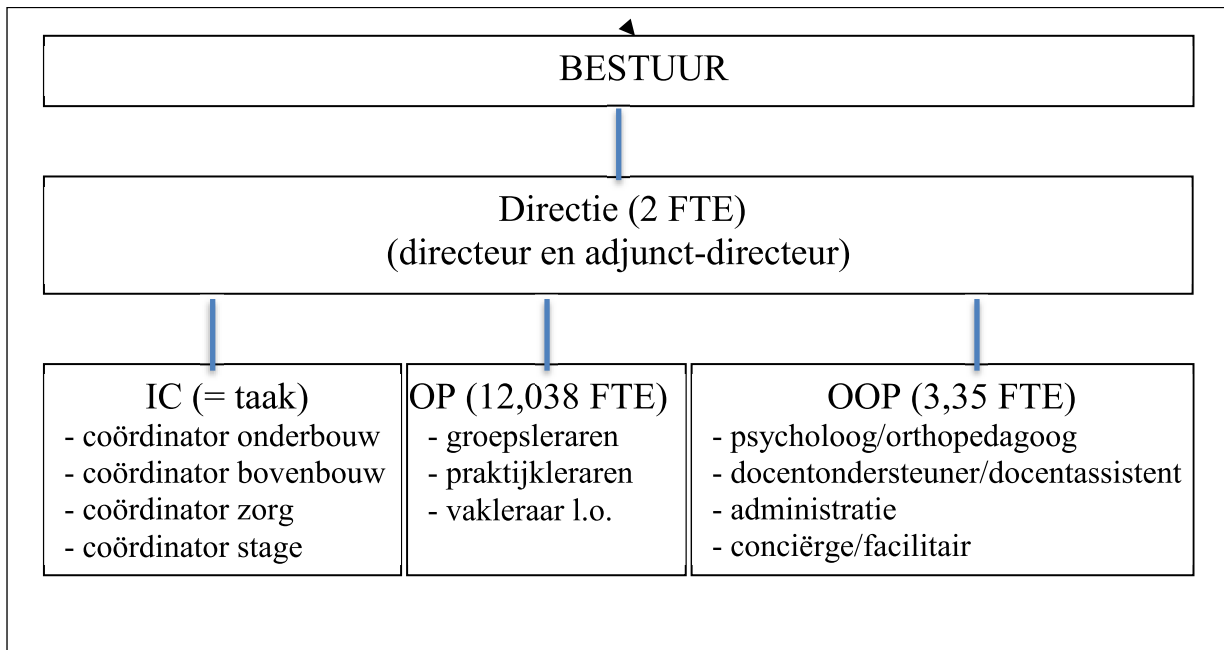 BESTUUR
Directie (2 FTE)
(directeur en adjunct-directeur)
IC (= taak)
- coördinator onderbouw
- coördinator bovenbouw
- coördinator zorg
- coördinator stage
OP (12,038 FTE)
- groepsleraren
- praktijkleraren
- vakleraar l.o.
OOP (3,35 FTE)
- psycholoog/orthopedagoog
- docentondersteuner/docentassistent
- administratie
- conciërge/facilitair